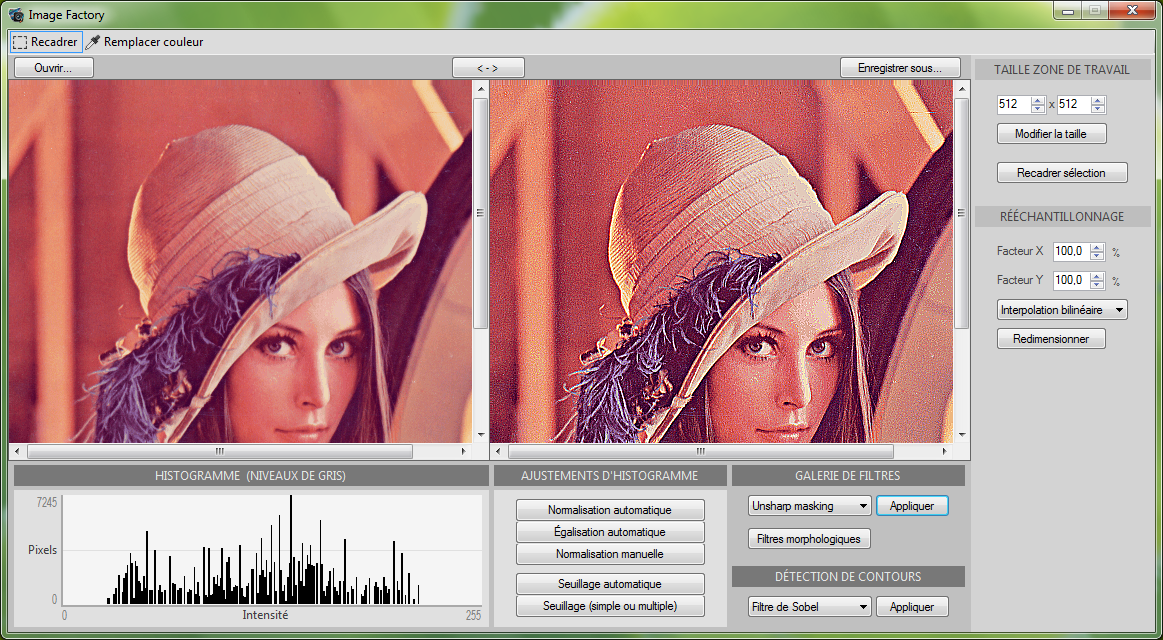 Image Factory
Recadrer Remplacer couleur
Ouvrir... < - > Enregistrer sous...
TAILLE ZONE DE TRAVAIL
512 x 512
Modifier la taille
Recadrer sélection
RÉÉCHANTILLONNAGE
Facteur X 100,0 %
Facteur Y 100,0 %
Interpolation bilinéaire
Redimensionner
HISTOGRAMME (NIVEAUX DE GRIS)
7245
Pixels
0
0 Intensité 255
AJUSTEMENTS D'HISTOGRAMME
Nomalisation automatique
Égalisation automatique
Normalisation manuelle
Seuillage automatique
Seuillage (simple ou multiple)
GALERIE DE FILTRES
Unsharp masking Appliquer
Filtres morphologiques
DÉTECTION DE CONTOURS
Filtre de Sobel Appliquer